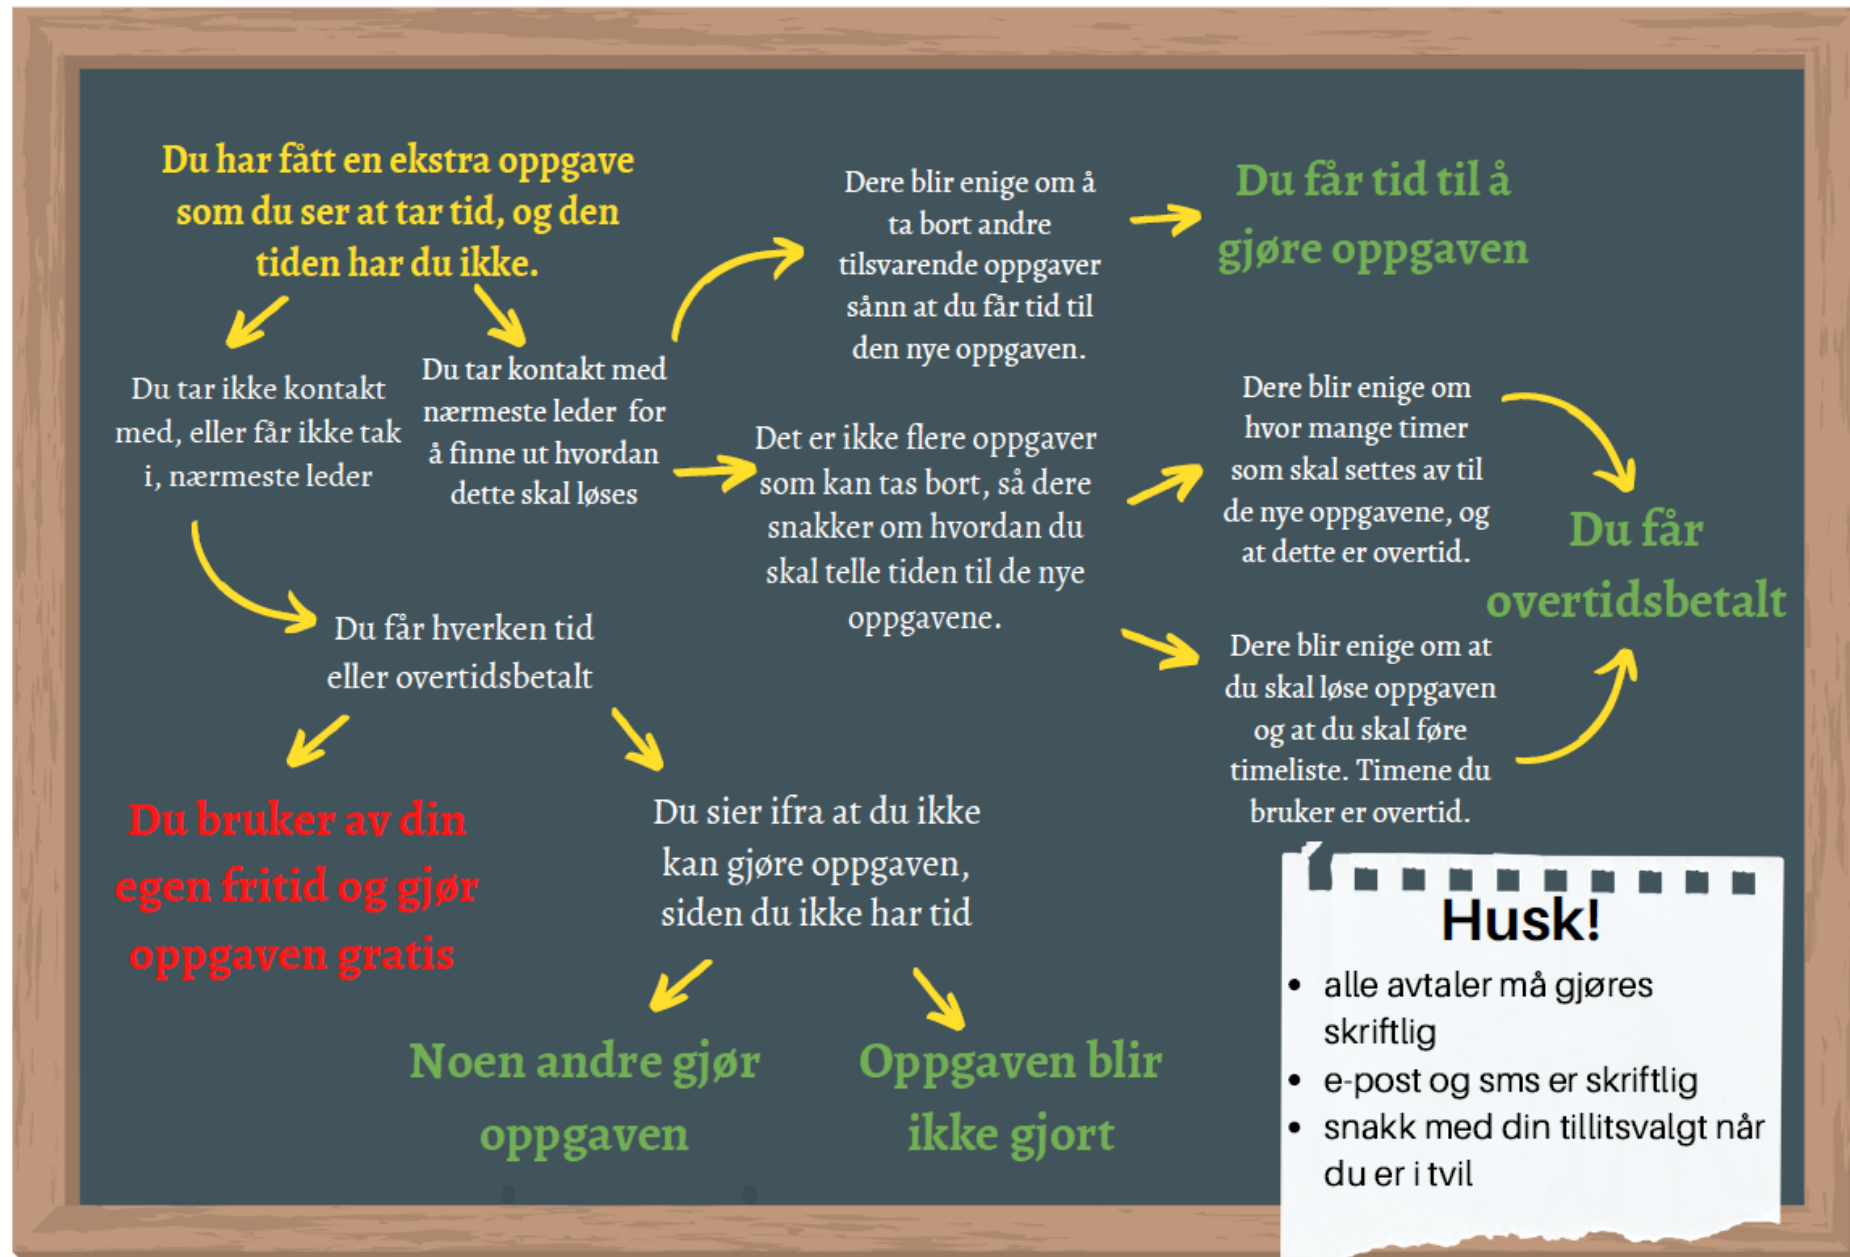 Du har fått en ekstra oppgave
som du ser at tar tid, og den
tiden har du ikke.
Du tar ikke kontakt
med, eller får ikke tak
i, nærmeste leder
Du tar kontakt med
nærmeste leder for
å finne ut hvordan
dette skal løses
Dere blir enige om å
ta bort andre
tilsvarende oppgaver
sånn at du får tid til
den nye oppgaven.
Du får tid til å
gjøre oppgaven
Det er ikke flere oppgaver
som kan tas bort, så dere
snakker om hvordan du
skal telle tiden til de nye
oppgavene.
Dere blir enige om
hvor mange timer
som skal settes av til
de nye oppgavene, og
at dette er overtid.
Du får
overtidsbetalt
Dere blir enige om at
du skal løse oppgaven
og at du skal føre
timeliste. Timene du
bruker er overtid.
Du får hverken tid
eller overtidsbetalt
Du bruker av din
egen fritid og gjør
oppgaven gratis
Du sier ifra at du ikke
kan gjøre oppgaven,
siden du ikke har tid
Noen andre gjør
oppgaven
Oppgaven blir
ikke gjort
Husk!
• alle avtaler må gjøres
skriftlig
• e-post og sms er skriftlig
• snakk med din tillitsvalgt når
du er i tvil